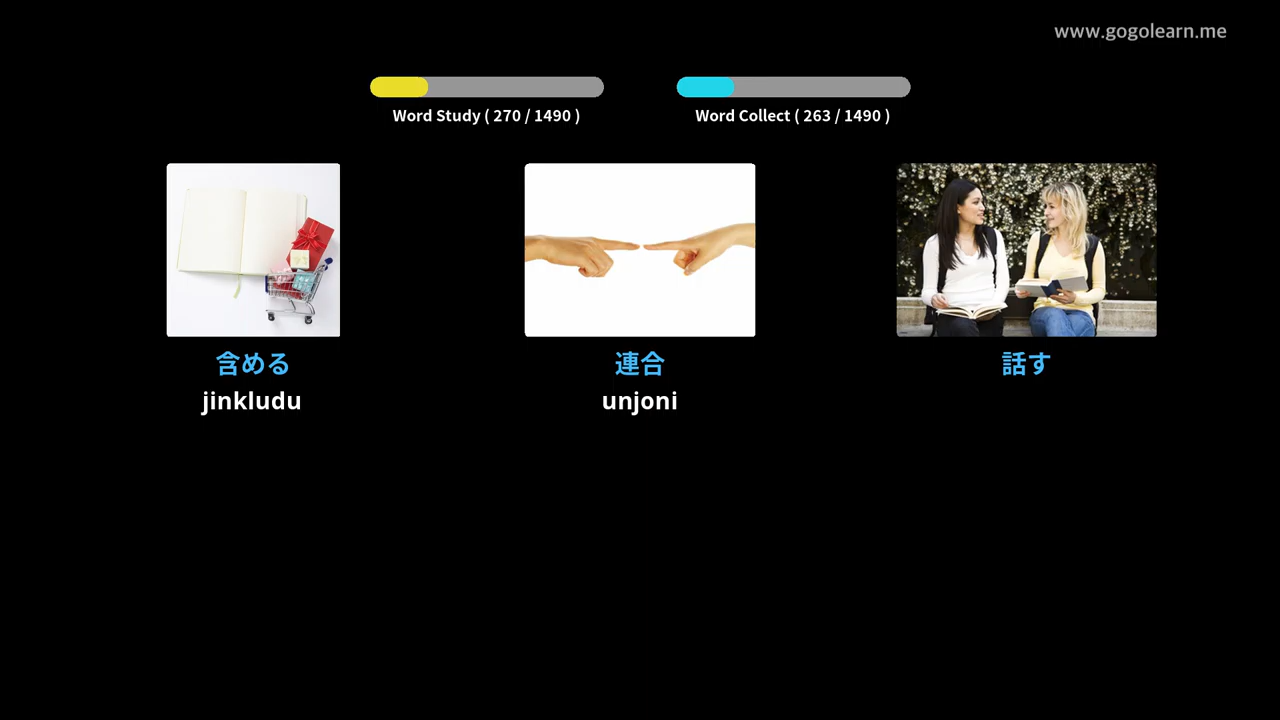 www.gogolearn.me
Word Study ( 270 / 1490 )
Word Collect ( 263 / 1490 )
含める
jinkludu
連合
unjoni
話す